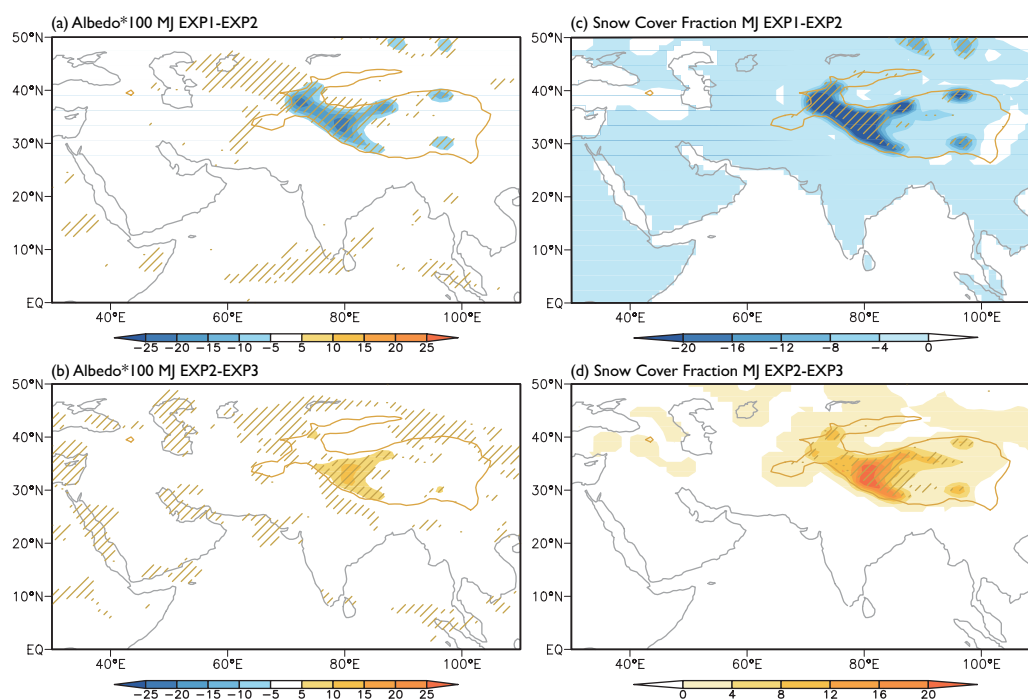 (a) Albedo*100 MJ EXP1-EXP2
50°N
40°N
30°N
20°N
10°N
EQ
40°E 60°E 80°E 100°E
-25 -20 -15 -10 -5 5 10 15 20 25
(c) Snow Cover Fraction MJ EXP1-EXP2
50°N
40°N
30°N
20°N
10°N
EQ
40°E 60°E 80°E 100°E
-20 -16 -12 -8 -4 0
(b) Albedo*100 MJ EXP2-EXP3
50°N
40°N
30°N
20°N
10°N
EQ
40°E 60°E 80°E 100°E
-25 -20 -15 -10 -5 5 10 15 20 25
(d) Snow Cover Fraction MJ EXP2-EXP3
50°N
40°N
30°N
20°N
10°N
EQ
40°E 60°E 80°E 100°E
0 4 8 12 16 20